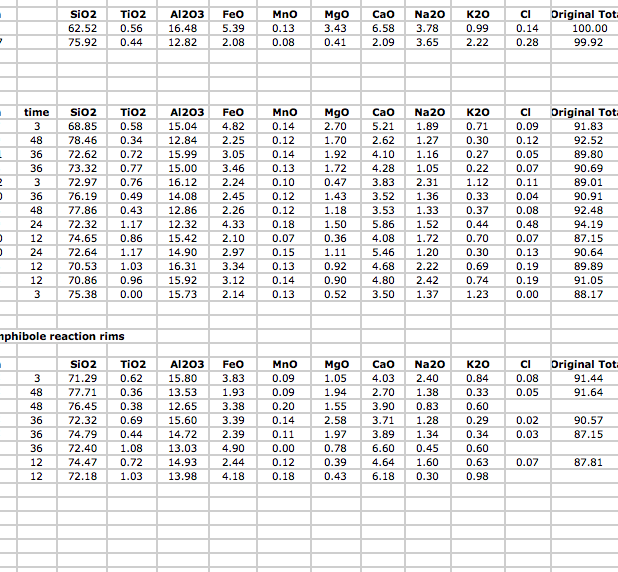 SiO2 TiO2 Al2O3 FeO MnO MgO CaO Na2O K2O Cl Original Tot
62.52 0.56 16.48 5.39 0.13 3.43 6.58 3.78 0.99 0.14 100.00
75.92 0.44 12.82 2.08 0.08 0.41 2.09 3.65 2.22 0.28 99.92
time SiO2 TiO2 Al2O3 FeO MnO MgO CaO Na2O K2O Cl Original Tot
3 68.85 0.58 15.04 4.82 0.14 2.70 5.21 1.89 0.71 0.09 91.83
48 78.46 0.34 12.84 2.25 0.12 1.70 2.62 1.27 0.30 0.12 92.52
36 72.62 0.72 15.99 3.05 0.14 1.92 4.10 1.16 0.27 0.05 89.80
36 73.32 0.77 15.00 3.46 0.13 1.72 4.28 1.05 0.22 0.07 90.69
3 72.97 0.76 16.12 2.24 0.10 0.47 3.83 2.31 1.12 0.11 89.01
36 76.19 0.49 14.08 2.45 0.12 1.43 3.52 1.36 0.33 0.04 90.91
48 77.86 0.43 12.86 2.26 0.12 1.18 3.53 1.33 0.37 0.08 92.48
24 72.32 1.17 12.32 4.33 0.18 1.50 5.86 1.52 0.44 0.48 94.19
12 74.65 0.86 15.42 2.10 0.07 0.36 4.08 1.72 0.70 0.07 87.15
24 72.64 1.17 14.90 2.97 0.15 1.11 5.46 1.20 0.30 0.13 90.64
12 70.53 1.03 16.31 3.34 0.13 0.92 4.68 2.22 0.69 0.19 89.89
12 70.86 0.96 15.92 3.12 0.14 0.90 4.80 2.42 0.74 0.19 91.05
3 75.38 0.00 15.73 2.14 0.13 0.52 3.50 1.37 1.23 0.00 88.17
mphibole reaction rims
SiO2 TiO2 Al2O3 FeO MnO MgO CaO Na2O K2O Cl Original Tot
3 71.29 0.62 15.80 3.83 0.09 1.05 4.03 2.40 0.84 0.08 91.44
48 77.71 0.36 13.53 1.93 0.09 1.94 2.70 1.38 0.33 0.05 91.64
48 76.45 0.38 12.65 3.38 0.20 1.55 3.90 0.83 0.60
36 72.32 0.69 15.60 3.39 0.14 2.58 3.71 1.28 0.29 0.02 90.57
36 74.79 0.44 14.72 2.39 0.11 1.97 3.89 1.34 0.34 0.03 87.15
36 72.40 1.08 13.03 4.90 0.00 0.78 6.60 0.45 0.60
12 74.47 0.72 14.93 2.44 0.12 0.39 4.64 1.60 0.63 0.07 87.81
12 72.18 1.03 13.98 4.18 0.18 0.43 6.18 0.30 0.98